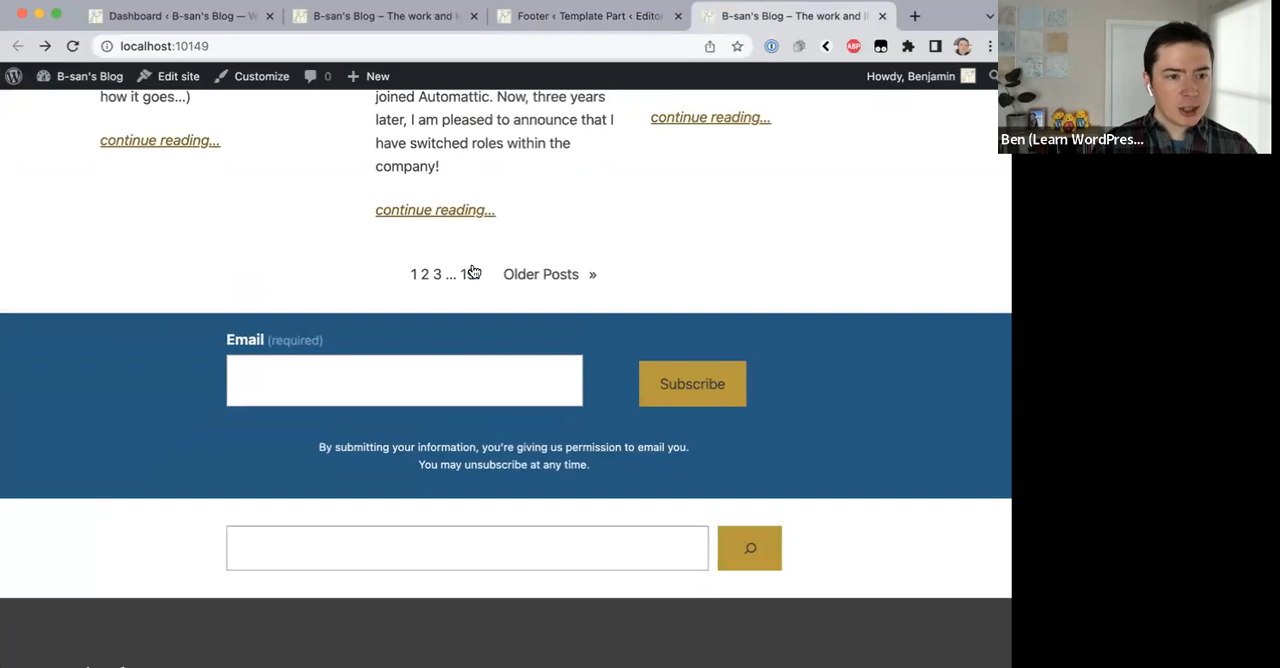 Dashboard ‹ B-san's Blog — W
B-san's Blog – The work and
Footer ‹ Template Part ‹ Editor
B-san's Blog – The work and
localhost:10149
ABP
B-san's Blog
Edit site
Customize
0
New
Howdy, Benjamin
how it goes...)
continue reading...
joined Automattic. Now, three years
later, I am pleased to announce that I
have switched roles within the
company!
continue reading...
continue reading...
1 2 3 ...
Older Posts »
Email (required)
Subscribe
By submitting your information, you're giving us permission to email you.
You may unsubscribe at any time.
Ben (Learn WordPres...